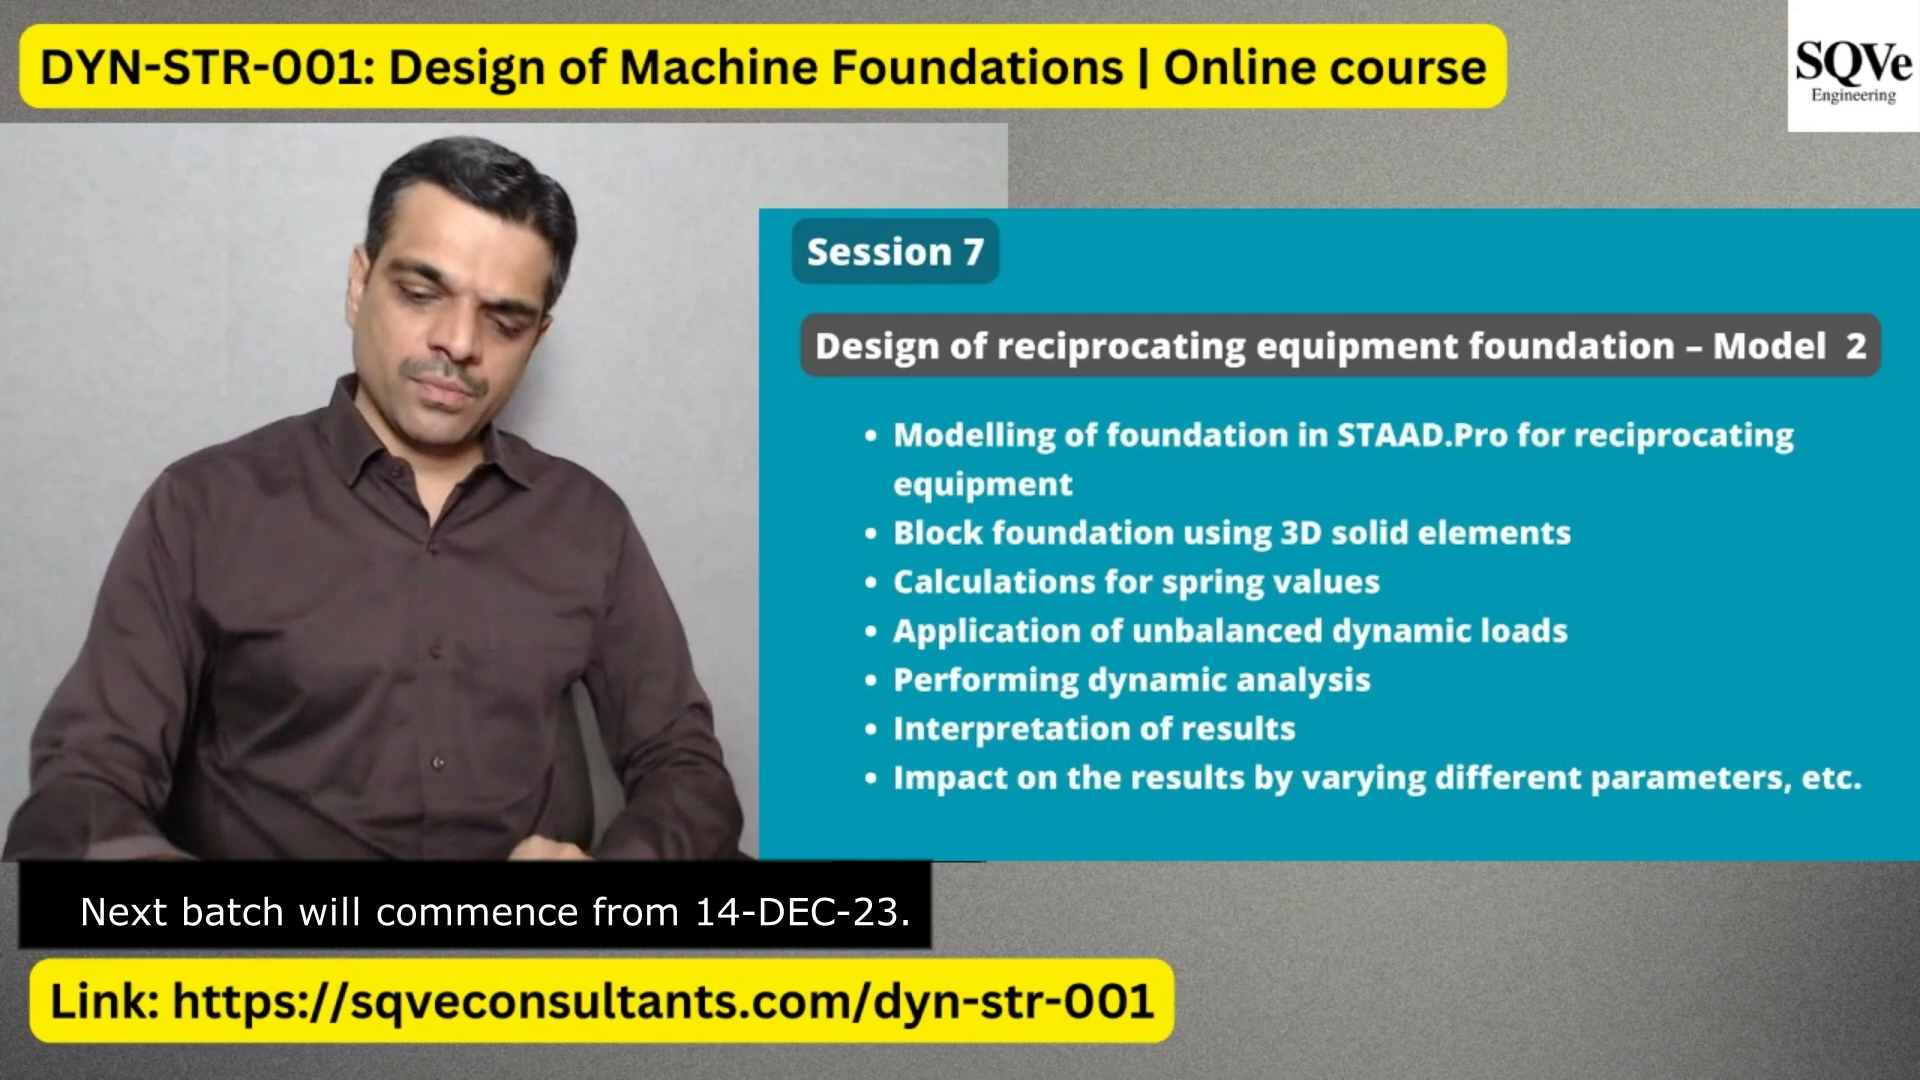 DYN-STR-001: Design of Machine Foundations | Online course
SQVe
Engineering
Session 7
Design of reciprocating equipment foundation – Model 2
• Modelling of foundation in STAAD.Pro for reciprocating
equipment
• Block foundation using 3D solid elements
• Calculations for spring values
• Application of unbalanced dynamic loads
• Performing dynamic analysis
• Interpretation of results
• Impact on the results by varying different parameters, etc.
Next batch will commence from 14-DEC-23.
Link: https://sqveconsultants.com/dyn-str-001